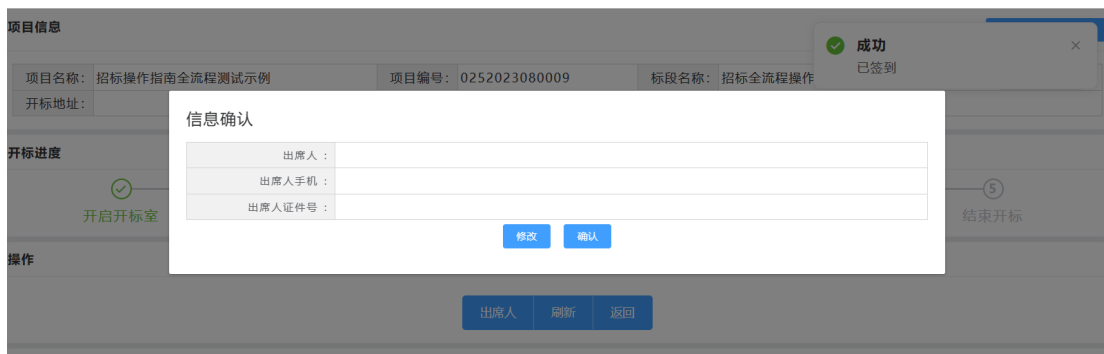 项目信息
成功
已签到
项目名称: 招标操作指南全流程测试示例 项目编号: 0252023080009 标段名称: 招标全流程操作
开标地址:
信息确认
出席人 :
出席人手机 :
出席人证件号 :
修改 确认
开标进度
开启开标室
5
结束开标
操作
出席人 刷新 返回